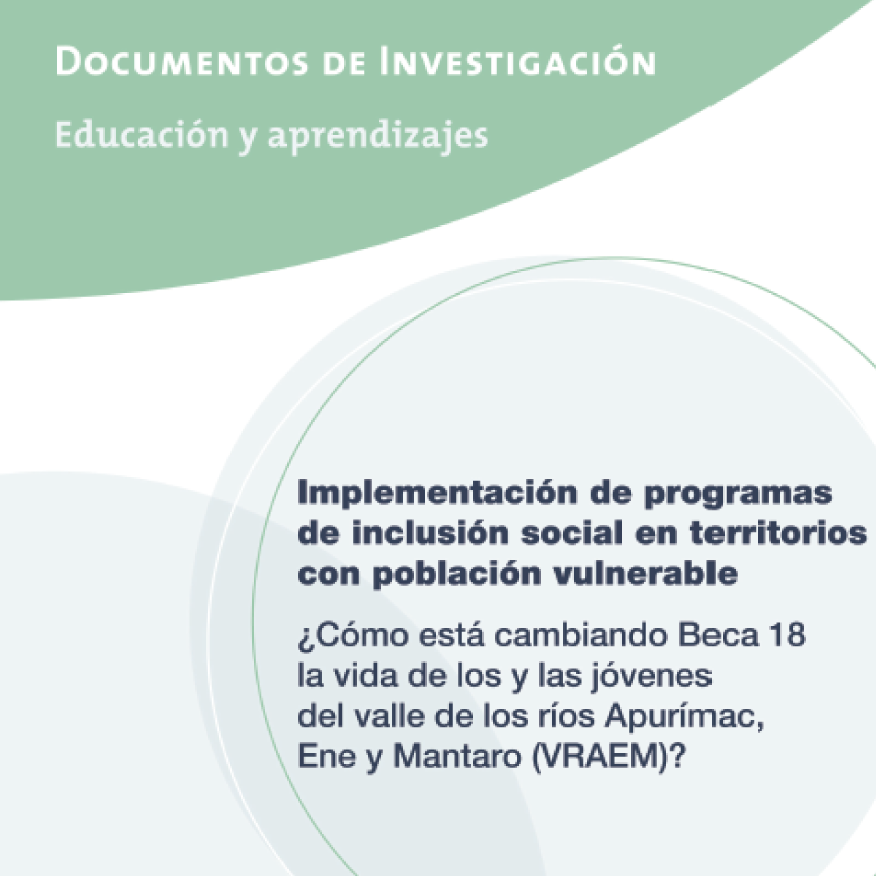 Documentos de Investigación
Educación y aprendizajes
Implementación de programas
de inclusión social en territorios
con población vulnerable
¿Cómo está cambiando Beca 18
la vida de los y las jóvenes
del valle de los ríos Apurímac,
Ene y Mantaro (VRAEM)?